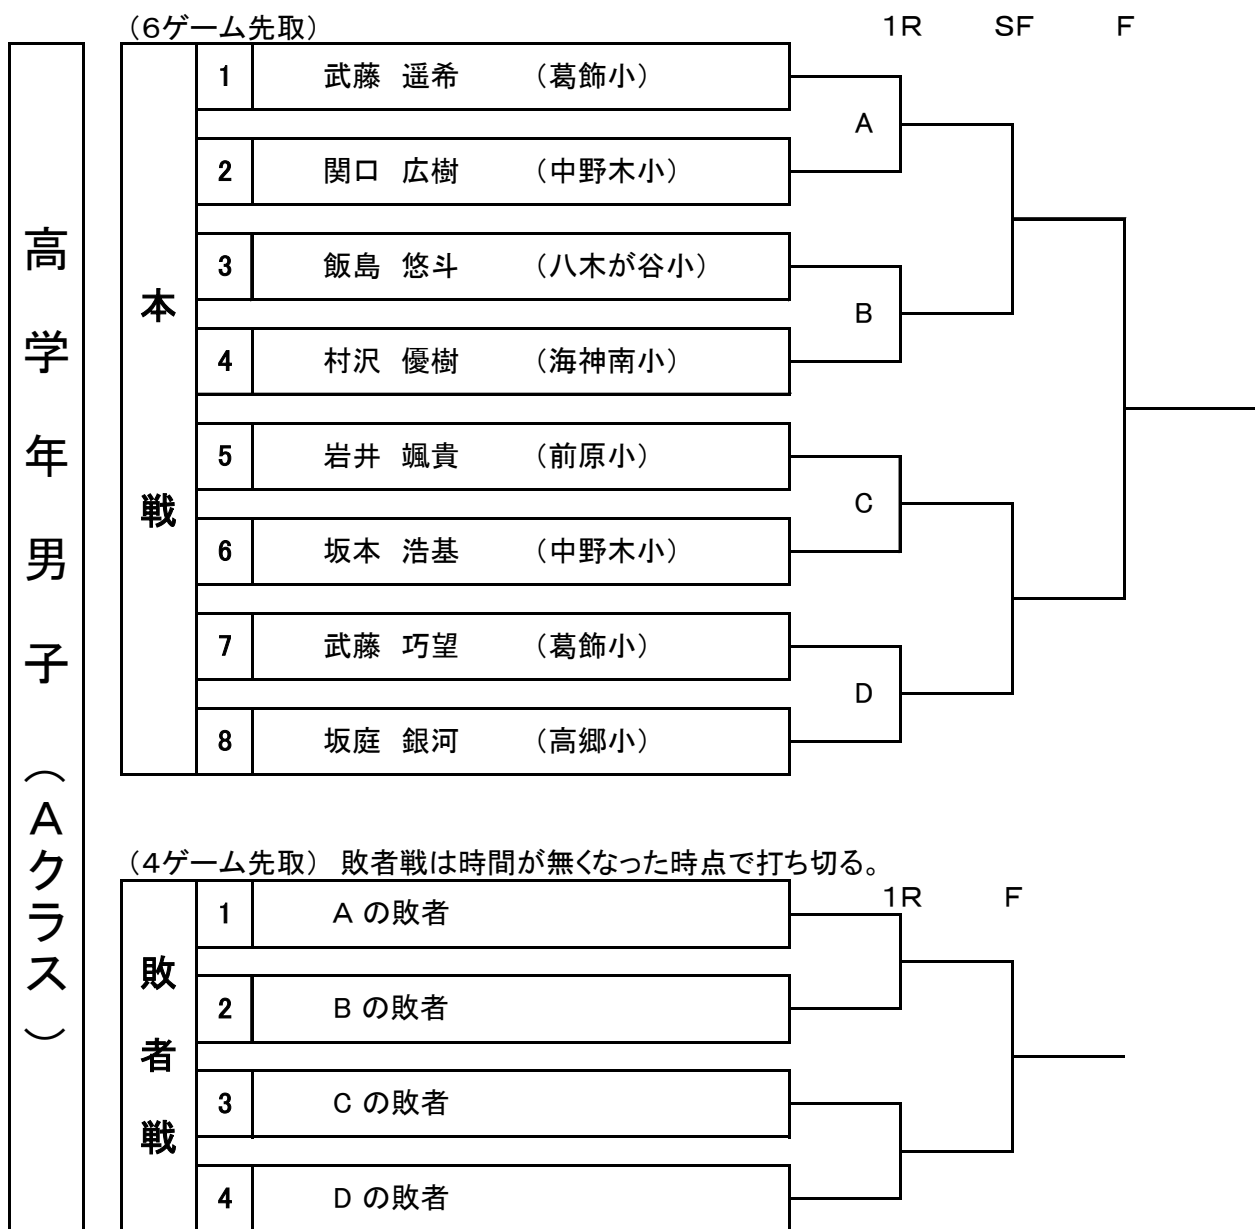 高学年男子（Aクラス）
（6ゲーム先取） 1R SF F
本戦
1 武藤 遥希 （葛飾小）
A
2 関口 広樹 （中野木小）
3 飯島 悠斗 （八木が谷小）
B
4 村沢 優樹 （海神南小）
5 岩井 颯貴 （前原小）
C
6 坂本 浩基 （中野木小）
7 武藤 巧望 （葛飾小）
D
8 坂庭 銀河 （高郷小）
（4ゲーム先取） 敗者戦は時間が無くなった時点で打ち切る。
1R F
敗者戦
1 A の敗者
2 B の敗者
3 C の敗者
4 D の敗者